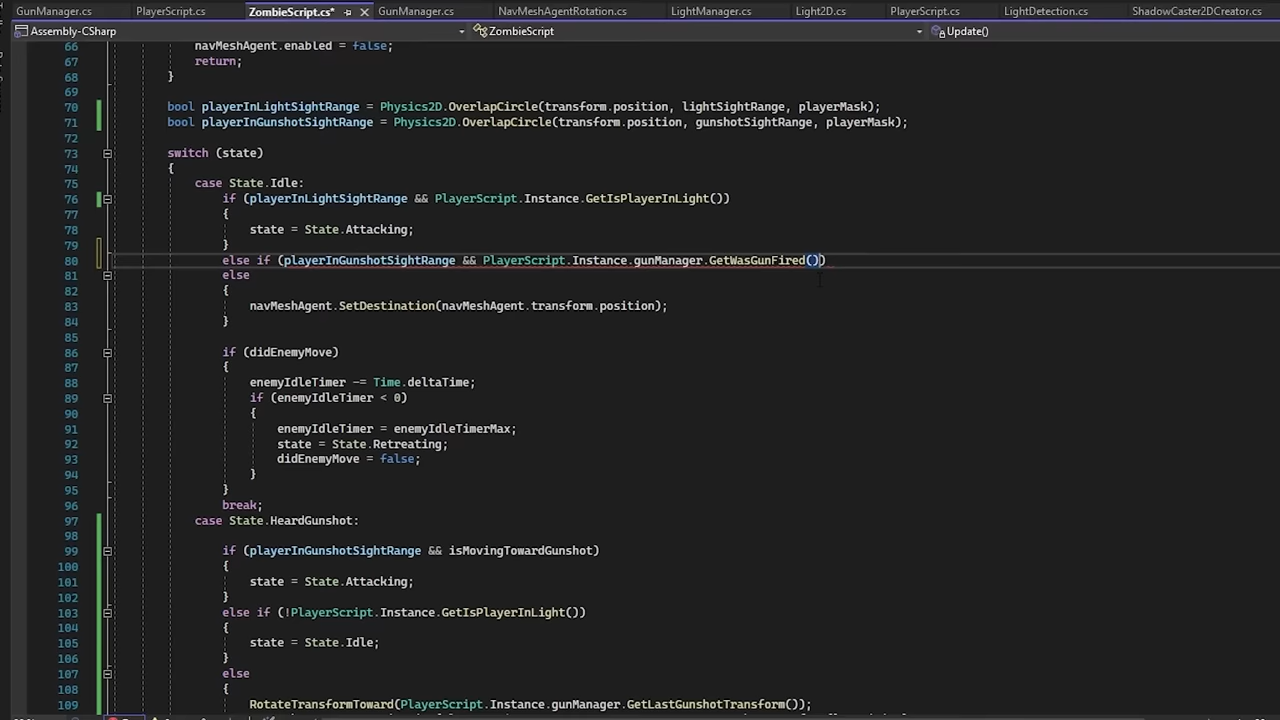 GunManager.cs PlayerScript.cs ZombieScript.cs* GunManager.cs NavMeshAgentRotation.cs LightManager.cs Light2D.cs PlayerScript.cs LightDetection.cs ShadowCaster2DCreator.cs
Assembly-CSharp ZombieScript Update()
66 navMeshAgent.enabled = false;
67 return;
68 }
69
70 bool playerInLightSightRange = Physics2D.OverlapCircle(transform.position, lightSightRange, playerMask);
71 bool playerInGunshotSightRange = Physics2D.OverlapCircle(transform.position, gunshotSightRange, playerMask);
72
73 switch (state)
74 {
75 case State.Idle:
76 if (playerInLightSightRange && PlayerScript.Instance.GetIsPlayerInLight())
77 {
78 state = State.Attacking;
79 }
80 else if (playerInGunshotSightRange && PlayerScript.Instance.gunManager.GetWasGunFired())
81 else
82 {
83 navMeshAgent.SetDestination(navMeshAgent.transform.position);
84 }
85
86 if (didEnemyMove)
87 {
88 enemyIdleTimer -= Time.deltaTime;
89 if (enemyIdleTimer < 0)
90 {
91 enemyIdleTimer = enemyIdleTimerMax;
92 state = State.Retreating;
93 didEnemyMove = false;
94 }
95 }
96 break;
97 case State.HeardGunshot:
98
99 if (playerInGunshotSightRange && isMovingTowardGunshot)
100 {
101 state = State.Attacking;
102 }
103 else if (!PlayerScript.Instance.GetIsPlayerInLight())
104 {
105 state = State.Idle;
106 }
107 else
108 {
109 RotateTransformToward(PlayerScript.Instance.gunManager.GetLastGunshotTransform());